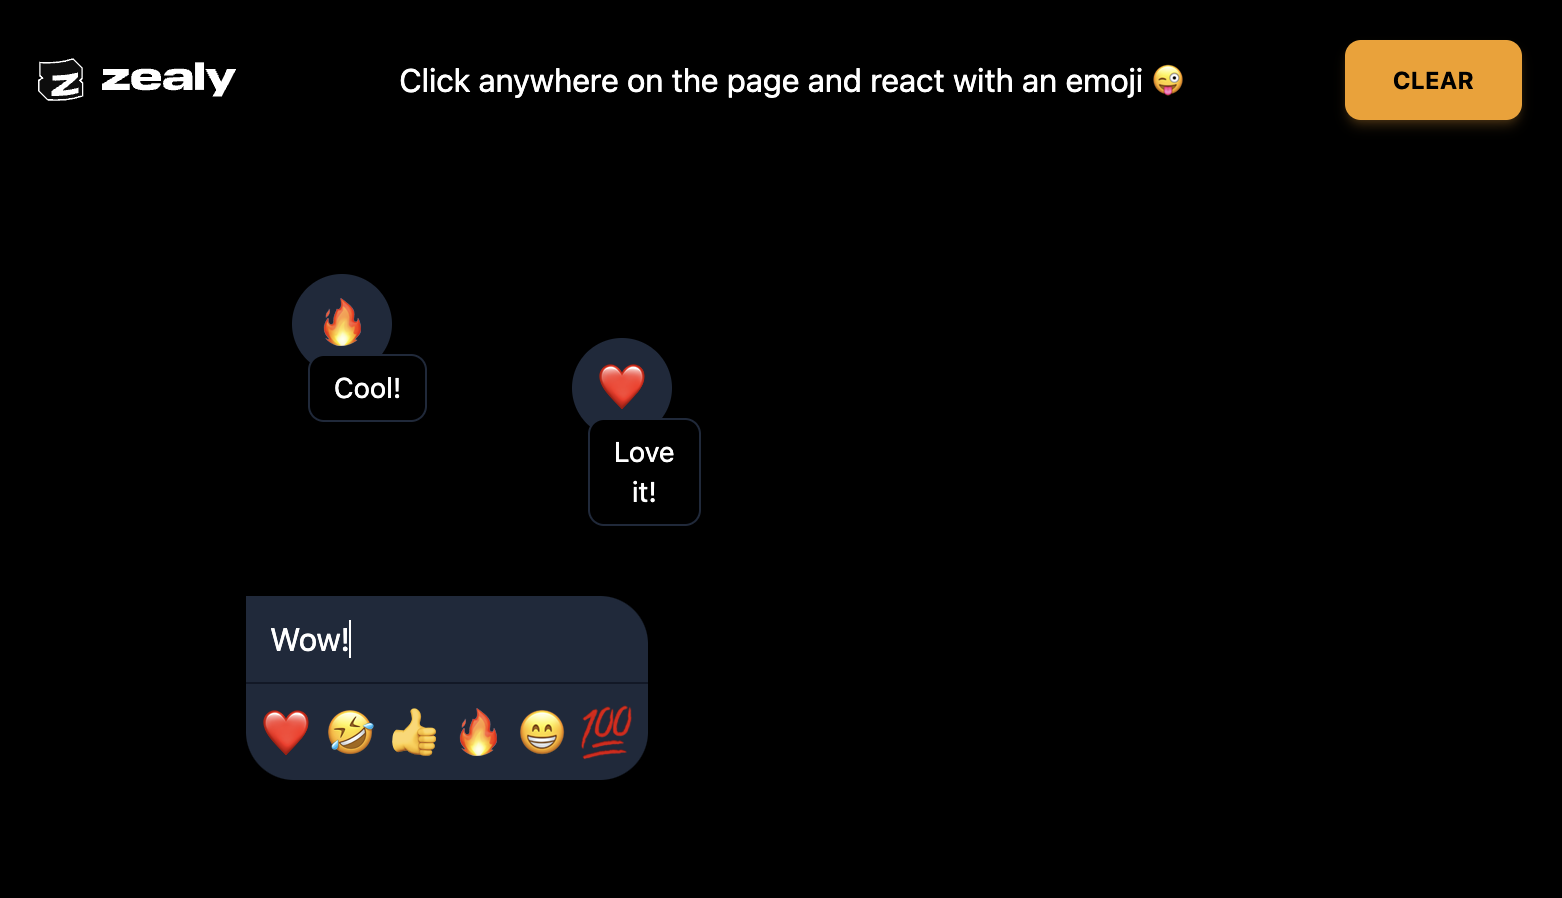 zealy
Click anywhere on the page and react with an emoji 😜
CLEAR
Cool!
Love
it!
Wow!
❤️ 🤣 👍 🔥 😁 💯